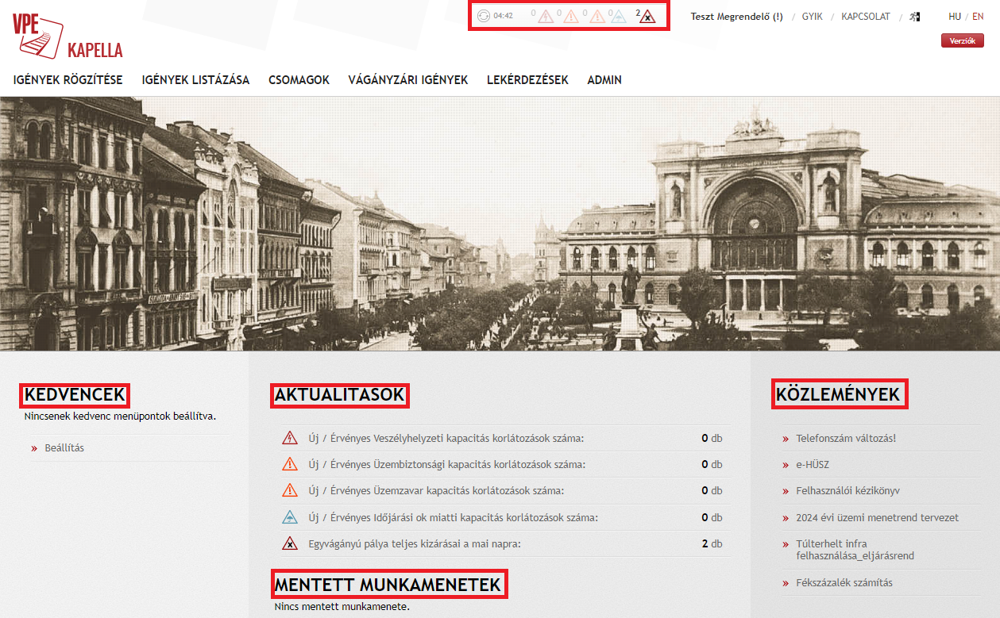 VPE
KAPELLA
04:42 0 0 0 0 2
Teszt Megrendelő (!) / GYIK / KAPCSOLAT /
HU / EN
Verziók
IGÉNYEK RÖGZÍTÉSE IGÉNYEK LISTÁZÁSA CSOMAGOK VÁGÁNYZÁRI IGÉNYEK LEKÉRDEZÉSEK ADMIN
KEDVENCEK
Nincsenek kedvenc menüpontok beállítva.
» Beállítás
AKTUALITÁSOK
Új / Érvényes Veszélyhelyzeti kapacitás korlátozások száma: 0 db
Új / Érvényes Üzembiztonsági kapacitás korlátozások száma: 0 db
Új / Érvényes Üzemzavar kapacitás korlátozások száma: 0 db
Új / Érvényes Időjárási ok miatti kapacitás korlátozások száma: 0 db
Egyvágányú pálya teljes kizárásai a mai napra: 2 db
MENTETT MUNKAMENETEK
Nincs mentett munkamenete.
KÖZLEMÉNYEK
» Telefonszám változás!
» e-HÜSZ
» Felhasználói kézikönyv
» 2024 évi üzemi menetrend tervezet
» Túlterhelt infra
felhasználása_eljárásrend
» Fékszázalék számítás